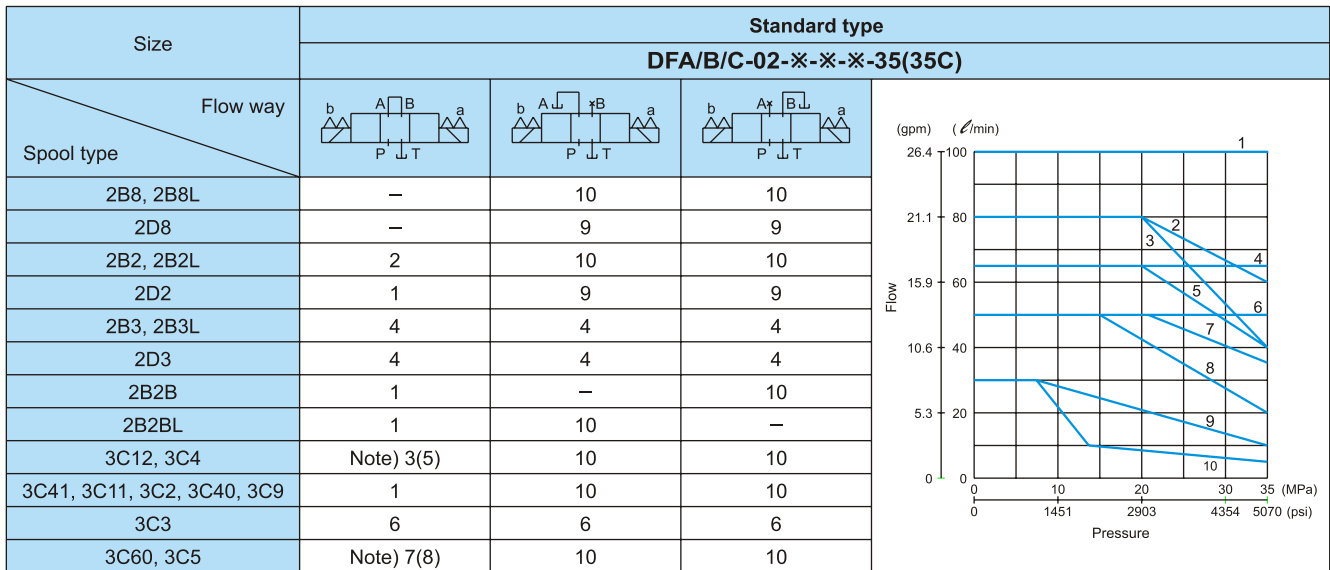 Size
Standard type
DFA/B/C-02-※-※-※-35(35C)
Flow way
Spool type
b A B a
P T
b A B a
P T
b A B a
P T
2B8, 2B8L – 10 10
2D8 – 9 9
2B2, 2B2L 2 10 10
2D2 1 9 9
2B3, 2B3L 4 4 4
2D3 4 4 4
2B2B 1 – 10
2B2BL 1 10 –
3C12, 3C4 Note) 3(5) 10 10
3C41, 3C11, 3C2, 3C40, 3C9 1 10 10
3C3 6 6 6
3C60, 3C5 Note) 7(8) 10 10
(gpm) (ℓ/min)
26.4 100
21.1 80
15.9 60
10.6 40
5.3 20
0 0
Flow
1
2
3
4
5
6
7
8
9
10
0 10 20 30 35 (MPa)
0 1451 2903 4354 5070 (psi)
Pressure